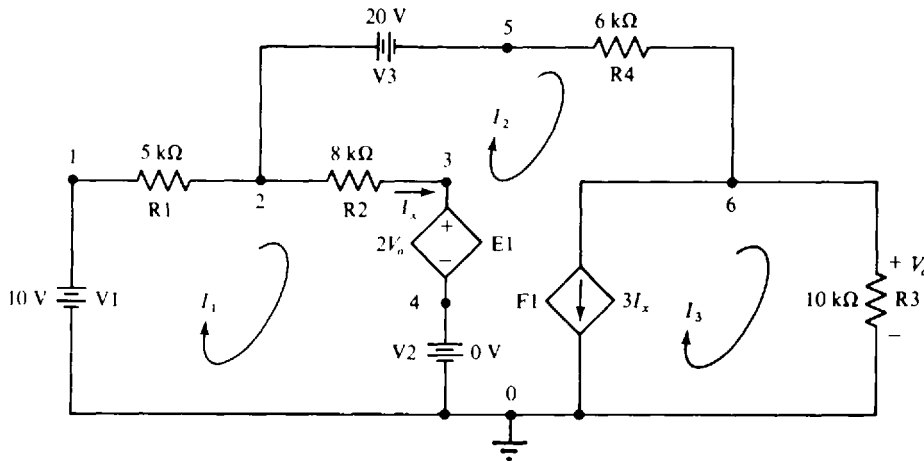 20 V
V3
5
6 kΩ
R4
I₂
1
5 kΩ
R1
2
8 kΩ
R2
Iₓ
3
6
+
−
2Vₒ
E1
10 V
V1
I₁
4
V2
0 V
F1
3Iₓ
I₃
+ Vₒ
10 kΩ
R3
−
0